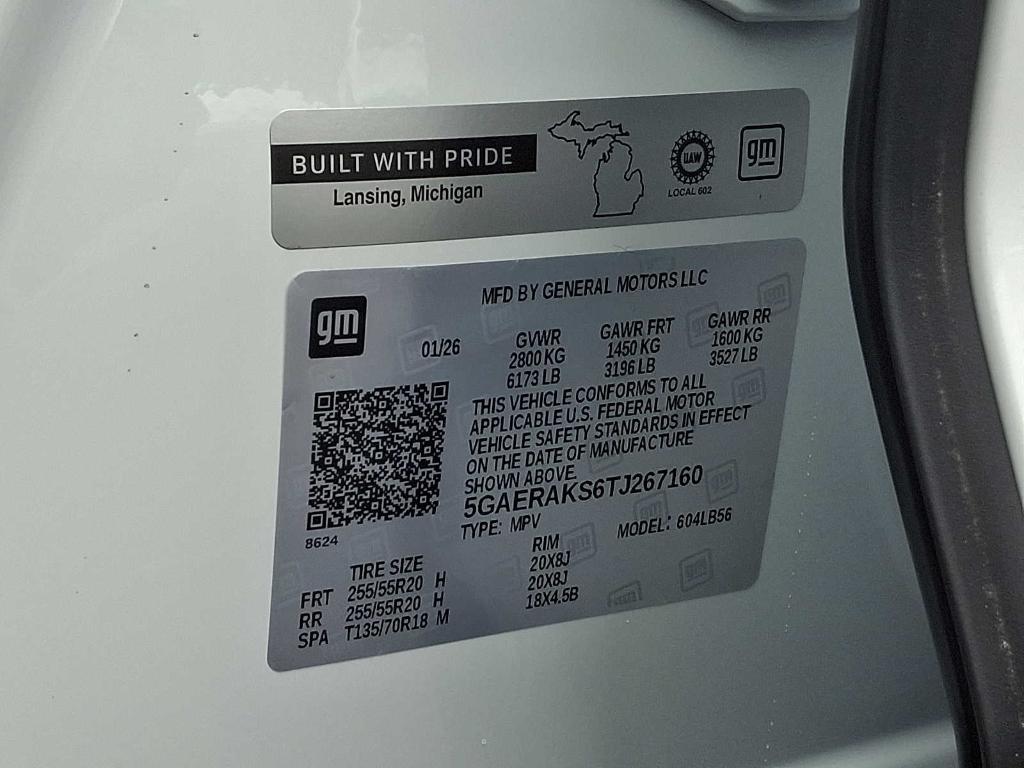 BUILT WITH PRIDE
Lansing, Michigan
UAW
LOCAL 602
gm
gm
MFD BY GENERAL MOTORS LLC
01/26
GVWR
2800 KG
6173 LB
GAWR FRT
1450 KG
3196 LB
GAWR RR
1600 KG
3527 LB
THIS VEHICLE CONFORMS TO ALL
APPLICABLE U.S. FEDERAL MOTOR
VEHICLE SAFETY STANDARDS IN EFFECT
ON THE DATE OF MANUFACTURE
SHOWN ABOVE.
5GAERAKS6TJ267160
TYPE: MPV MODEL: 604LB56
8624
TIRE SIZE RIM
FRT 255/55R20 H 20X8J
RR 255/55R20 H 20X8J
SPA T135/70R18 M 18X4.5B